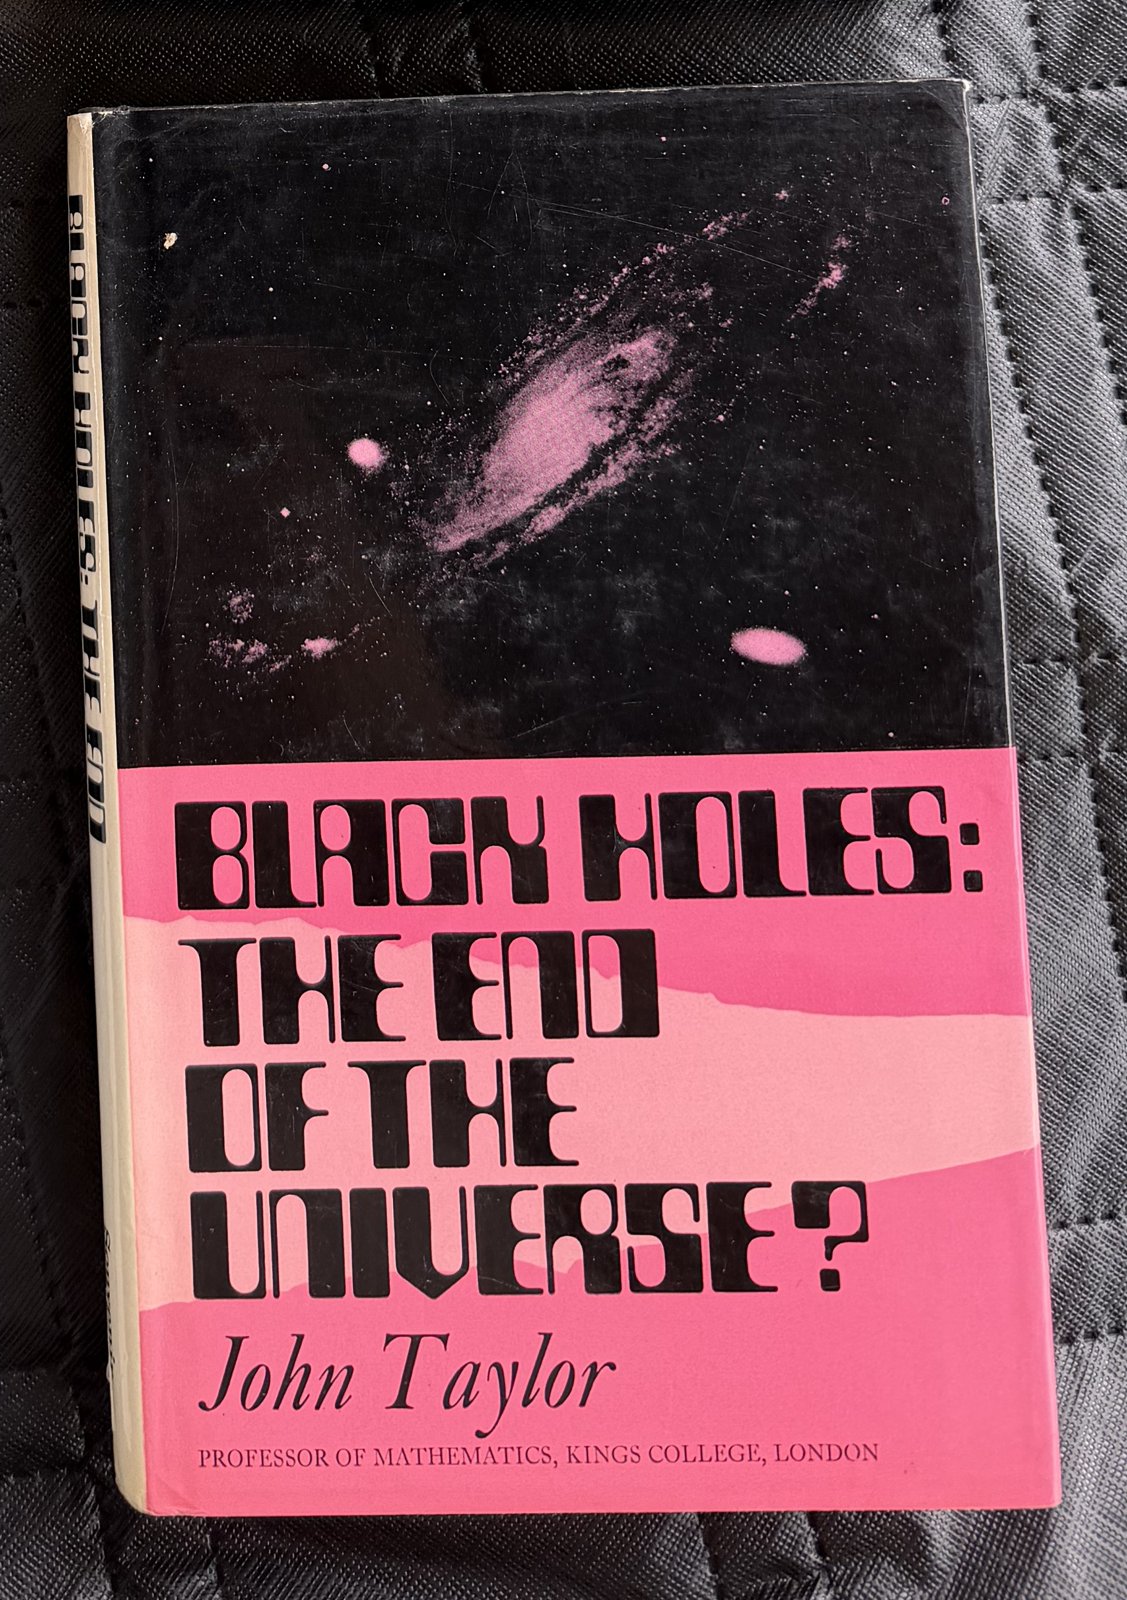 BLACK HOLES:
THE END
OF THE
UNIVERSE?
John Taylor
PROFESSOR OF MATHEMATICS, KINGS COLLEGE, LONDON
BLACK HOLES: THE END